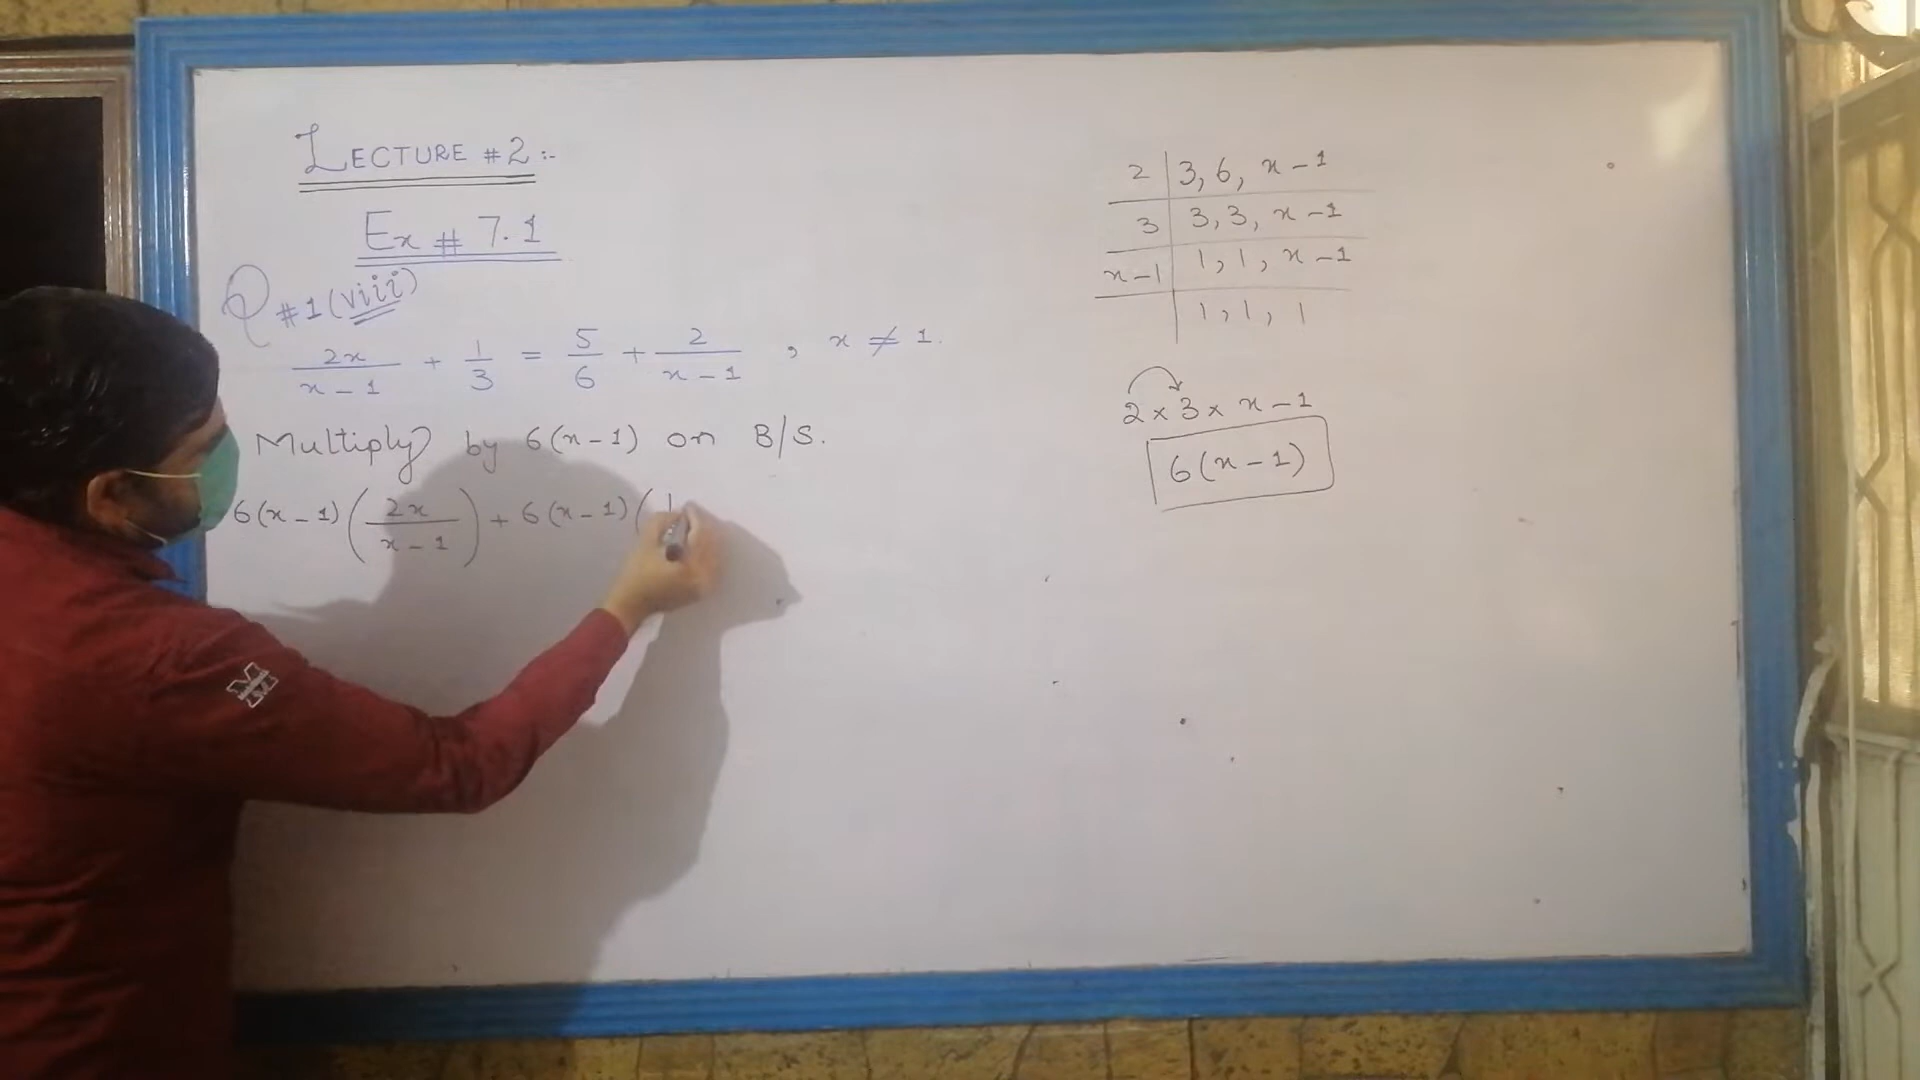 LECTURE #2 :-
Ex # 7.1
Q #1 (viii)
2x/(x-1) + 1/3 = 5/6 + 2/(x-1) , x ≠ 1.
Multiply by 6(x-1) on B/S.
6(x-1)(2x/(x-1)) + 6(x-1)(1
2 | 3, 6, x-1
3 | 3, 3, x-1
x-1 | 1, 1, x-1
| 1, 1, 1
2 × 3 × x-1
6(x-1)